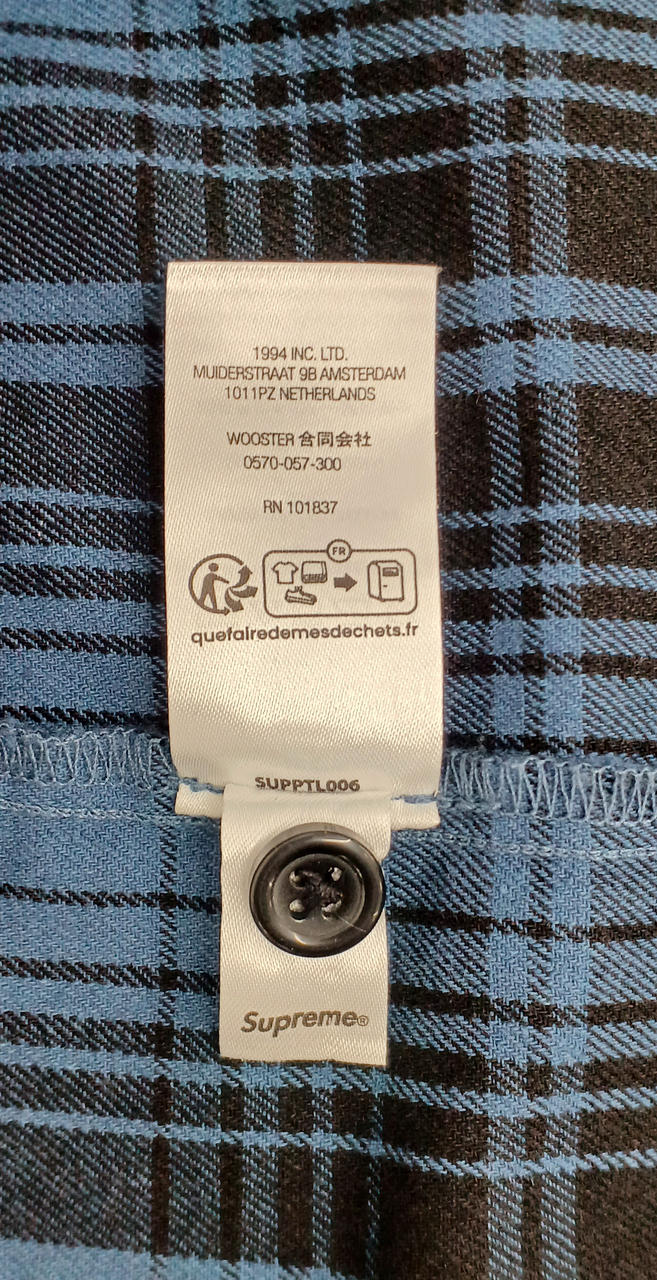 1994 INC. LTD.
MUIDERSTRAAT 9B AMSTERDAM
1011PZ NETHERLANDS
WOOSTER 合同会社
0570-057-300
RN 101837
FR
quefairedemesdechets.fr
SUPPTL006
Supreme®